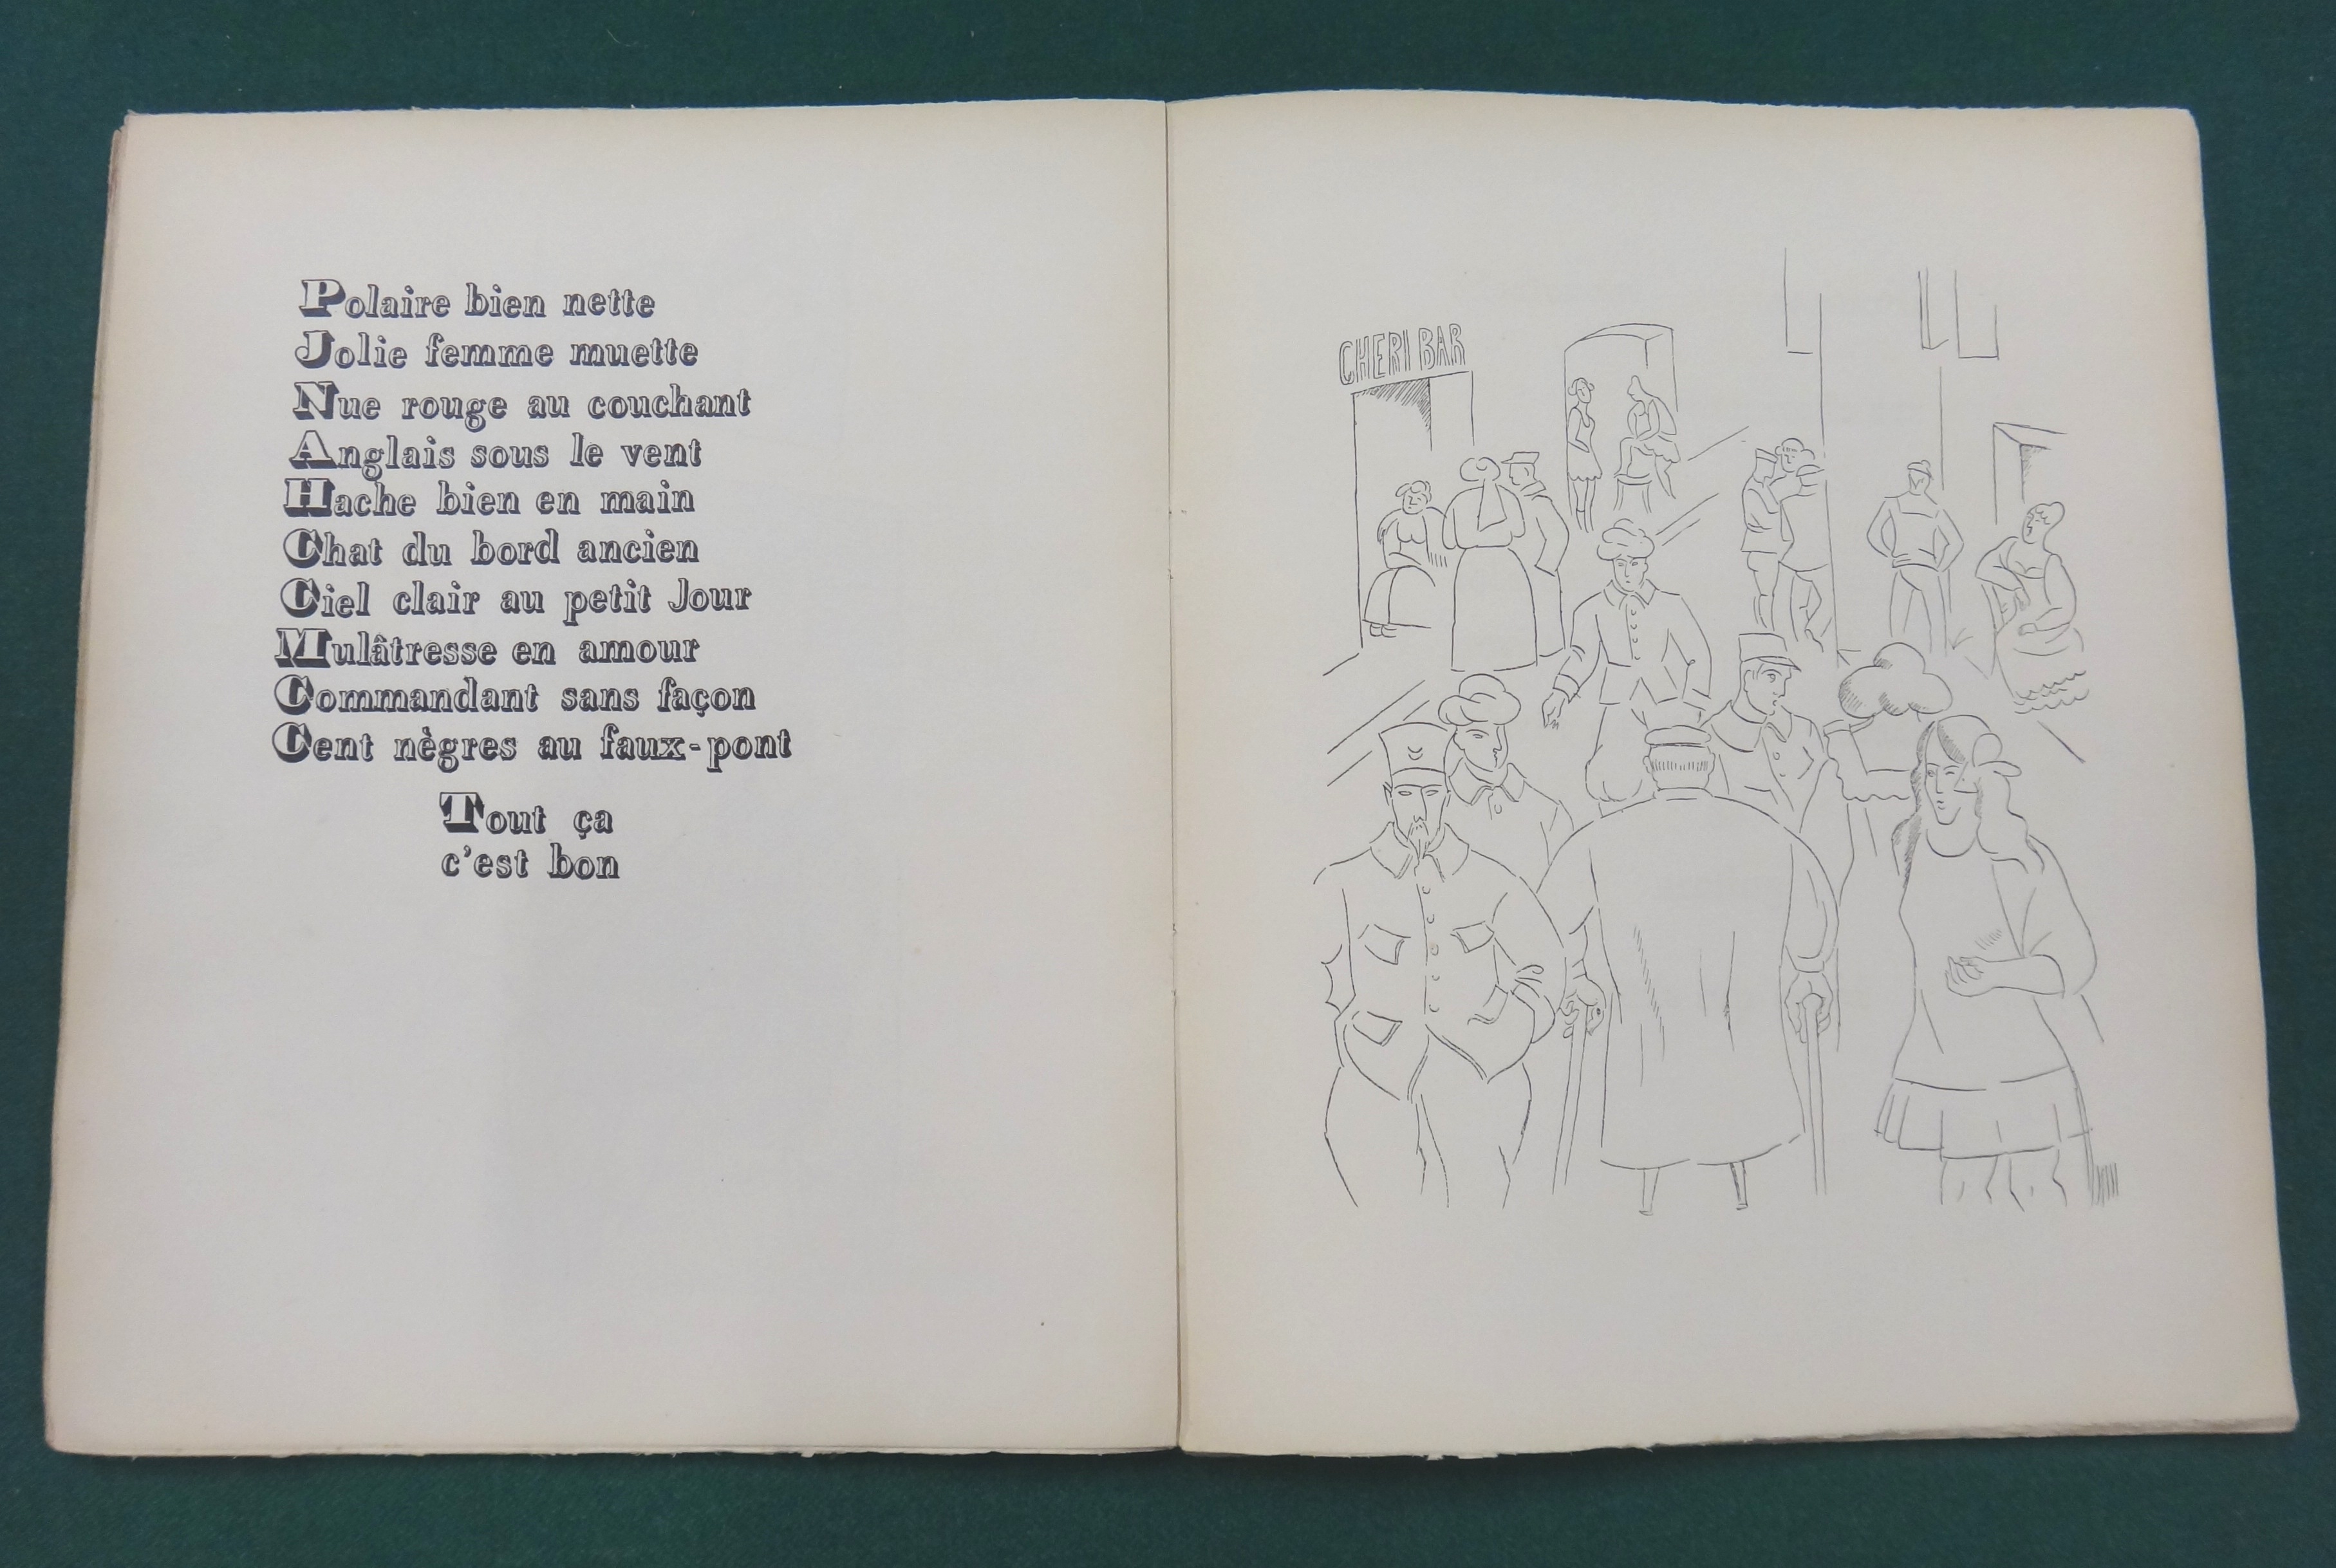 Polaire bien nette
Jolie femme muette
Nue rouge au couchant
Anglais sous le vent
Hache bien en main
Chat du bord ancien
Ciel clair au petit Jour
Mulâtresse en amour
Commandant sans façon
Cent nègres au faux-pont
Tout ça
c'est bon
CHERI BAR